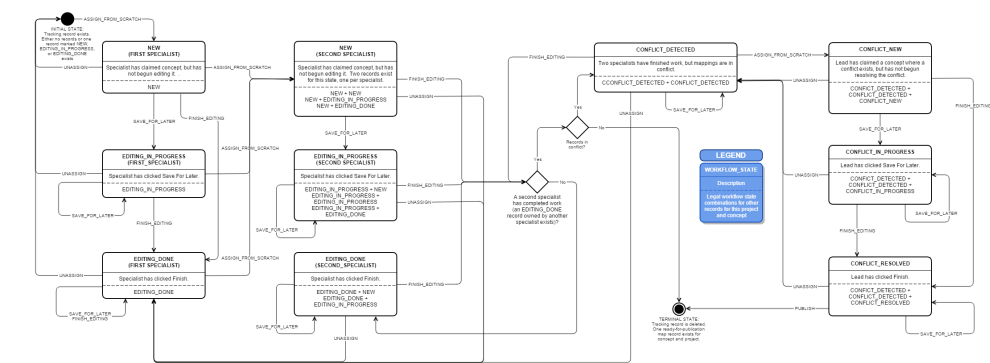 ASSIGN_FROM_SCRATCH
INITIAL STATE:
Tracking record exists.
Either no records or one
record marked NEW,
EDITING_IN_PROGRESS,
or EDITING_DONE
exists
NEW
(FIRST SPECIALIST)
Specialist has claimed concept, but has
not begun editing it.
NEW
UNASSIGN
ASSIGN_FROM_SCRATCH
FINISH_EDITING
SAVE_FOR_LATER
ASSIGN_FROM_SCRATCH
EDITING_IN_PROGRESS
(FIRST_SPECIALIST)
Specialist has clicked Save For Later.
EDITING_IN_PROGRESS
UNASSIGN
SAVE_FOR_LATER
FINISH_EDITING
EDITING_DONE
(FIRST SPECIALIST)
Specialist has clicked Finish.
EDITING_DONE
UNASSIGN
ASSIGN_FROM_SCRATCH
SAVE_FOR_LATER
FINISH_EDITING
NEW
(SECOND SPECIALIST)
Specialist has claimed concept, but has
not begun editing it. Two records exist
for this state, one per specialist.
NEW + NEW
NEW + EDITING_IN_PROGRESS
NEW + EDITING_DONE
FINISH_EDITING
UNASSIGN
SAVE_FOR_LATER
EDITING_IN_PROGRESS
(SECOND SPECIALIST)
Specialist has clicked Save For Later.
EDITING_IN_PROGRESS + NEW
EDITING_IN_PROGRESS +
EDITING_IN_PROGRESS
EDITING_IN_PROGRESS +
EDITING_DONE
FINISH_EDITING
UNASSIGN
SAVE_FOR_LATER
EDITING_DONE
(SECOND_SPECIALIST)
Specialist has clicked Finish.
EDITING_DONE + NEW
EDITING_DONE +
EDITING_IN_PROGRESS
FINISH_EDITING
SAVE_FOR_LATER
UNASSIGN
FINISH_EDITING
Yes
No
A second specialist
has completed work
(an EDITING_DONE
record owned by another
specialist exists)?
Yes
No
Records in
conflict?
CONFLICT_DETECTED
Two specialists have finished work, but mappings are in
conflict.
CCONFLICT_DETECTED + CONFLICT_DETECTED
SAVE_FOR_LATER
UNASSIGN
ASSIGN_FROM_SCRATCH
UNASSIGN
LEGEND
WORKFLOW_STATE
Description
Legal workflow state
combinations for other
records for this project
and concept
CONFLICT_NEW
Lead has claimed a concept where a
conflict exists, but has not begun
resolving the conflict.
CONFICT_DETECTED +
CONFLICT_DETECTED +
CONFLICT_NEW
FINISH_EDITING
SAVE_FOR_LATER
CONFLICT_IN_PROGRESS
Lead has clicked Save For Later.
CONFICT_DETECTED +
CONFLICT_DETECTED +
CONFLICT_IN_PROGRESS
UNASSIGN
SAVE_FOR_LATER
FINISH_EDITING
CONFLICT_RESOLVED
Lead has clicked Finish.
CONFICT_DETECTED +
CONFLICT_DETECTED +
CONFLICT_RESOLVED
UNASSIGN
PUBLISH
SAVE_FOR_LATER
TERMINAL STATE:
Tracking record is deleted.
One ready-for-publication
map record exists for
concept and project.